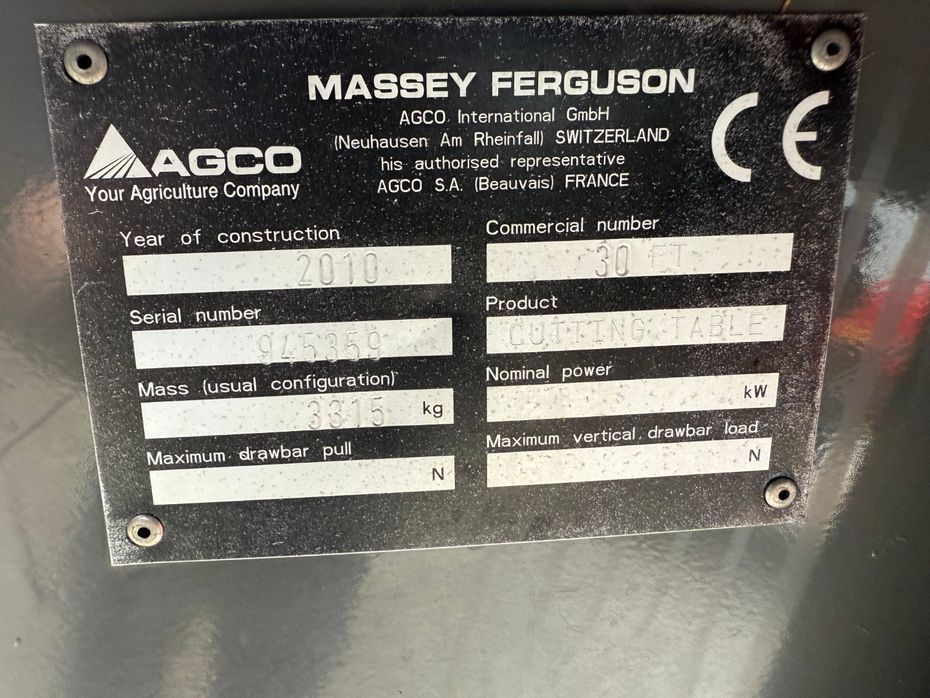 MASSEY FERGUSON
AGCO International GmbH
(Neuhausen Am Rheinfall) SWITZERLAND
his authorised representative
AGCO S.A. (Beauvais) FRANCE
CE
AGCO
Your Agriculture Company
Year of construction
2010
Commercial number
30 FT
Serial number
945359
Product
CUTTING TABLE
Mass (usual configuration)
3315 kg
Nominal power
kW
Maximum drawbar pull
N
Maximum vertical drawbar load
N